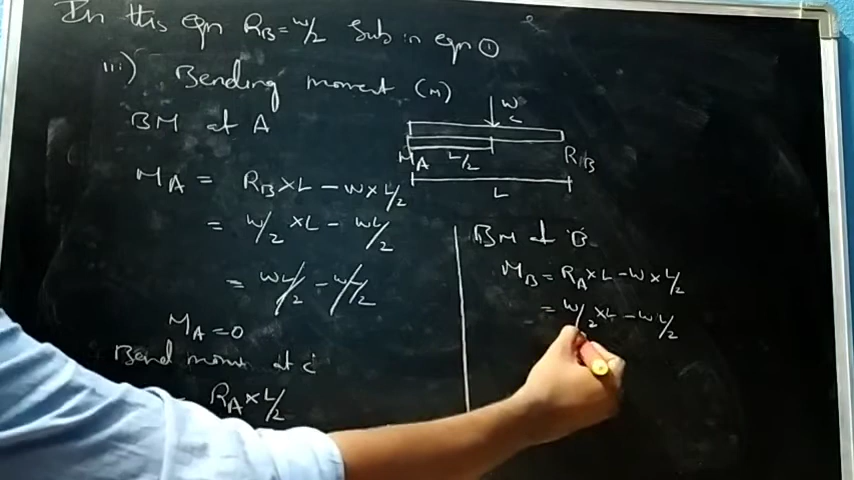 In this eqn RB = W/2 Sub in eqn ①
iii) Bending moment (M)
BM at A
W
C
MA L/2 RB
L
MA = RB × L - W × L/2
= W/2 × L - WL/2
= WL/2 - WL/2
MA = 0
Bend mom at c
= RA × L/2
BM at B
MB = RA × L - W × L/2
= W/2 × L - WL/2